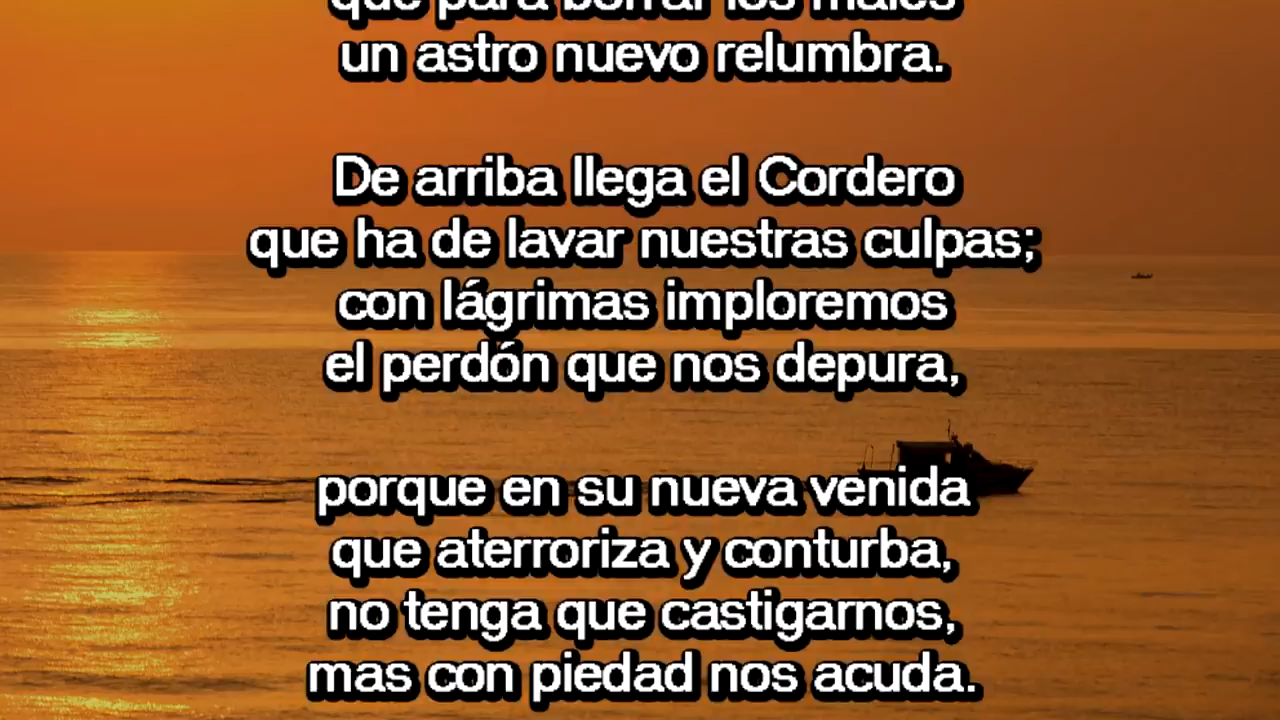 que para borrar los males
un astro nuevo relumbra.
De arriba llega el Cordero
que ha de lavar nuestras culpas;
con lágrimas imploremos
el perdón que nos depura,
porque en su nueva venida
que aterroriza y conturba,
no tenga que castigarnos,
mas con piedad nos acuda.